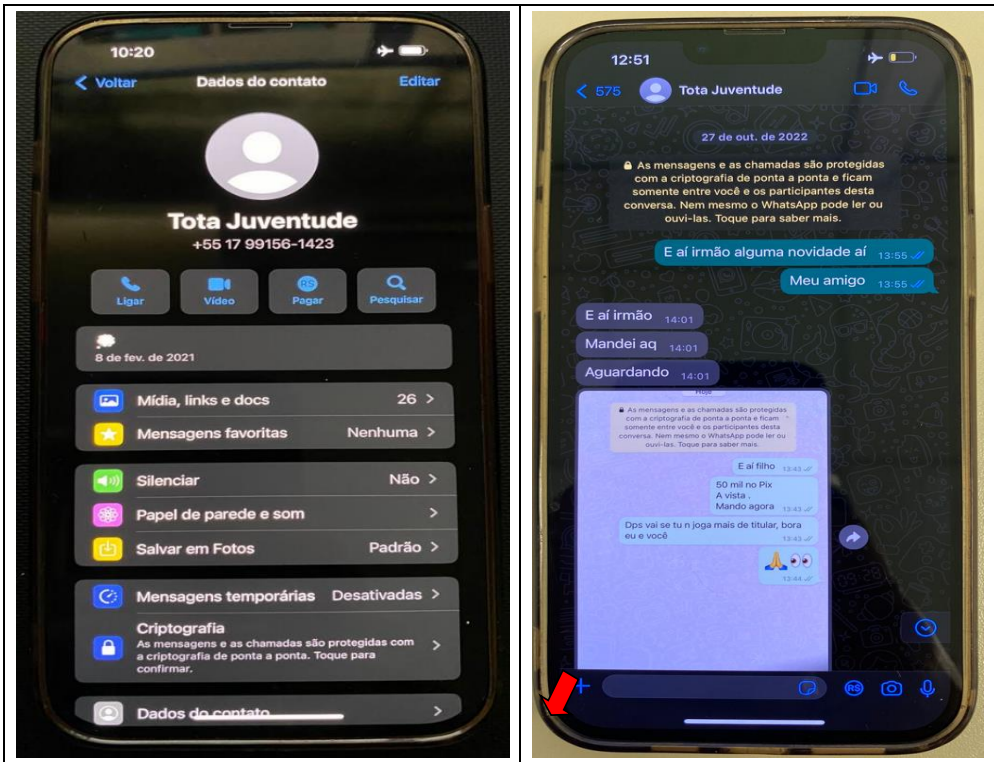 10:20
Voltar Dados do contato Editar
Tota Juventude
+55 17 99156-1423
Ligar Vídeo Pagar Pesquisar
8 de fev. de 2021
Mídia, links e docs 26
Mensagens favoritas Nenhuma
Silenciar Não
Papel de parede e som
Salvar em Fotos Padrão
Mensagens temporárias Desativadas
Criptografia
As mensagens e as chamadas são protegidas com
a criptografia de ponta a ponta. Toque para
confirmar.
Dados do contato
12:51
575 Tota Juventude
27 de out. de 2022
As mensagens e as chamadas são protegidas
com a criptografia de ponta a ponta e ficam
somente entre você e os participantes desta
conversa. Nem mesmo o WhatsApp pode ler ou
ouvi-las. Toque para saber mais.
E aí irmão alguma novidade aí 13:55
Meu amigo 13:55
E aí irmão 14:01
Mandei aq 14:01
Aguardando 14:01
Hoje
As mensagens e as chamadas são protegidas
com a criptografia de ponta a ponta e ficam
somente entre você e os participantes desta
conversa. Nem mesmo o WhatsApp pode ler ou
ouvi-las. Toque para saber mais.
E aí filho 13:43
50 mil no Pix
A vista .
Mando agora 13:43
Dps vai se tu n joga mais de titular, bora
eu e você 13:43
🙏👀
13:44
R$